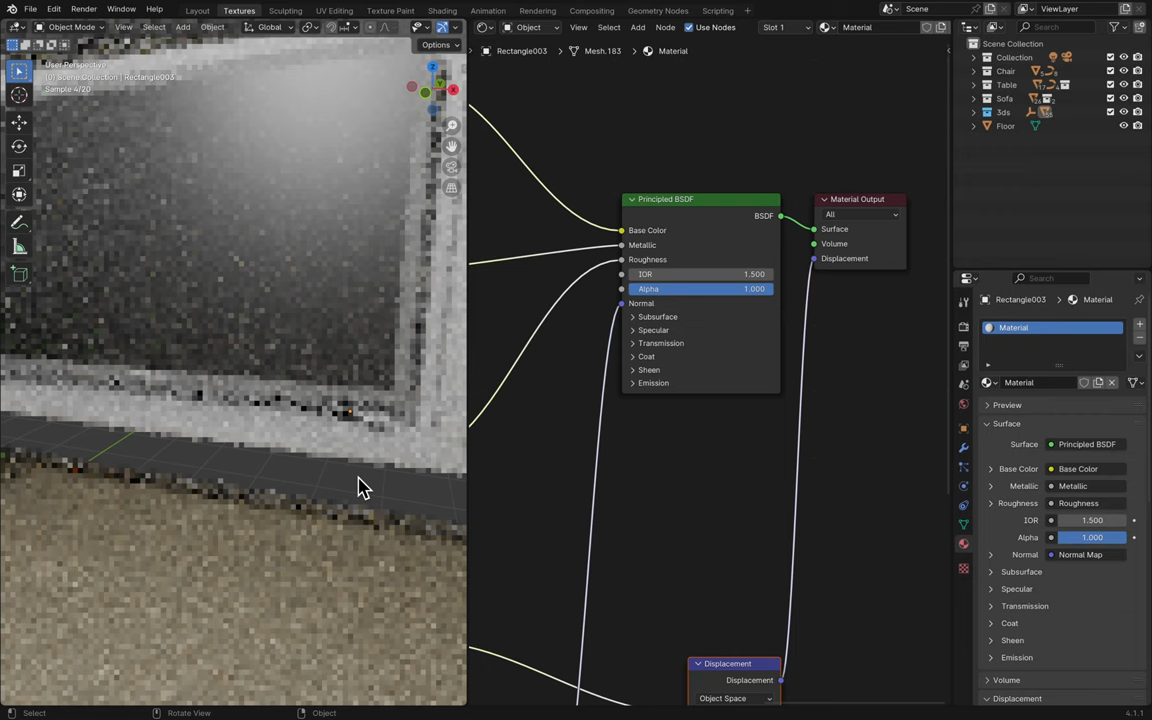 File Edit Render Window Help Layout Textures Sculpting UV Editing Texture Paint Shading Animation Rendering Compositing Geometry Nodes Scripting Scene ViewLayer
Object Mode View Select Add Object Global Object View Select Add Node Use Nodes Slot 1 Material Search
Options Rectangle003 Mesh.183 Material
User Perspective
(0) Scene Collection | Rectangle003
Sample 4/20
Z
Y
X
Scene Collection
Collection
Chair
Table
Sofa
3ds
Floor
Principled BSDF
BSDF
Base Color
Metallic
Roughness
IOR 1.500
Alpha 1.000
Normal
Subsurface
Specular
Transmission
Coat
Sheen
Emission
Material Output
All
Surface
Volume
Displacement
Displacement
Displacement
Object Space
Search
Rectangle003 Material
Material
Material
Preview
Surface
Surface Principled BSDF
Base Color Base Color
Metallic Metallic
Roughness Roughness
IOR 1.500
Alpha 1.000
Normal Normal Map
Subsurface
Specular
Transmission
Coat
Sheen
Emission
Volume
Displacement
Select Rotate View Object 4.1.1